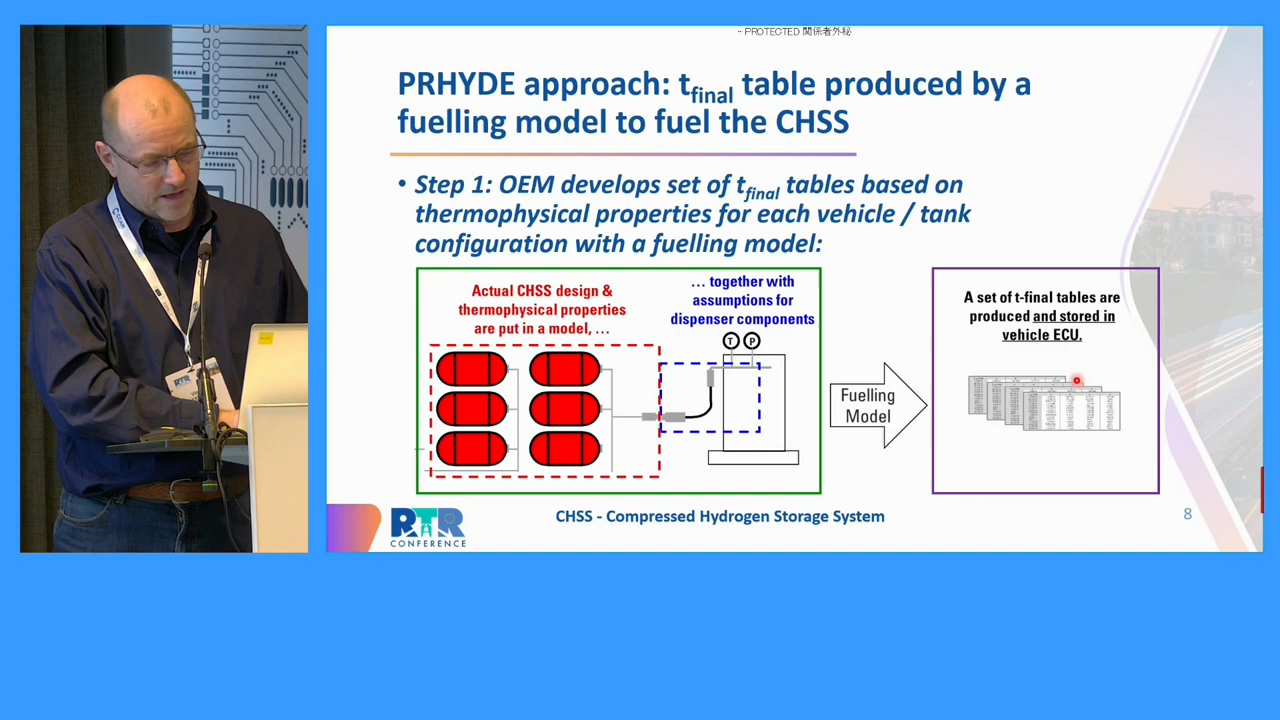 - PROTECTED 関係者外秘
PRHYDE approach: tfinal table produced by a
fuelling model to fuel the CHSS
• Step 1: OEM develops set of tfinal tables based on
thermophysical properties for each vehicle / tank
configuration with a fuelling model:
Actual CHSS design &
thermophysical properties
are put in a model, …
… together with
assumptions for
dispenser components
T P
Fuelling
Model
A set of t-final tables are
produced and stored in
vehicle ECU.
RTR
CONFERENCE
CHSS - Compressed Hydrogen Storage System
8